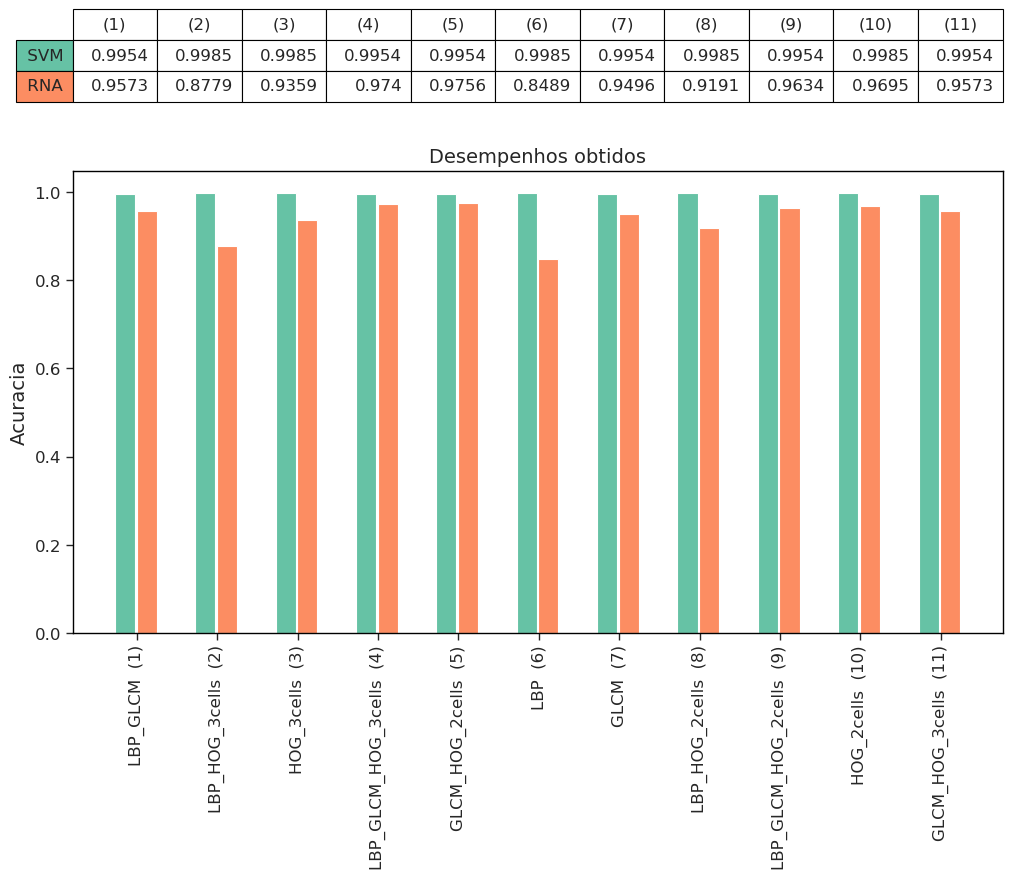 (1) (2) (3) (4) (5) (6) (7) (8) (9) (10) (11)
SVM 0.9954 0.9985 0.9985 0.9954 0.9954 0.9985 0.9954 0.9985 0.9954 0.9985 0.9954
RNA 0.9573 0.8779 0.9359 0.974 0.9756 0.8489 0.9496 0.9191 0.9634 0.9695 0.9573
Desempenhos obtidos
Acuracia
1.0
0.8
0.6
0.4
0.2
0.0
LBP_GLCM (1)
LBP_HOG_3cells (2)
HOG_3cells (3)
LBP_GLCM_HOG_3cells (4)
GLCM_HOG_2cells (5)
LBP (6)
GLCM (7)
LBP_HOG_2cells (8)
LBP_GLCM_HOG_2cells (9)
HOG_2cells (10)
GLCM_HOG_3cells (11)